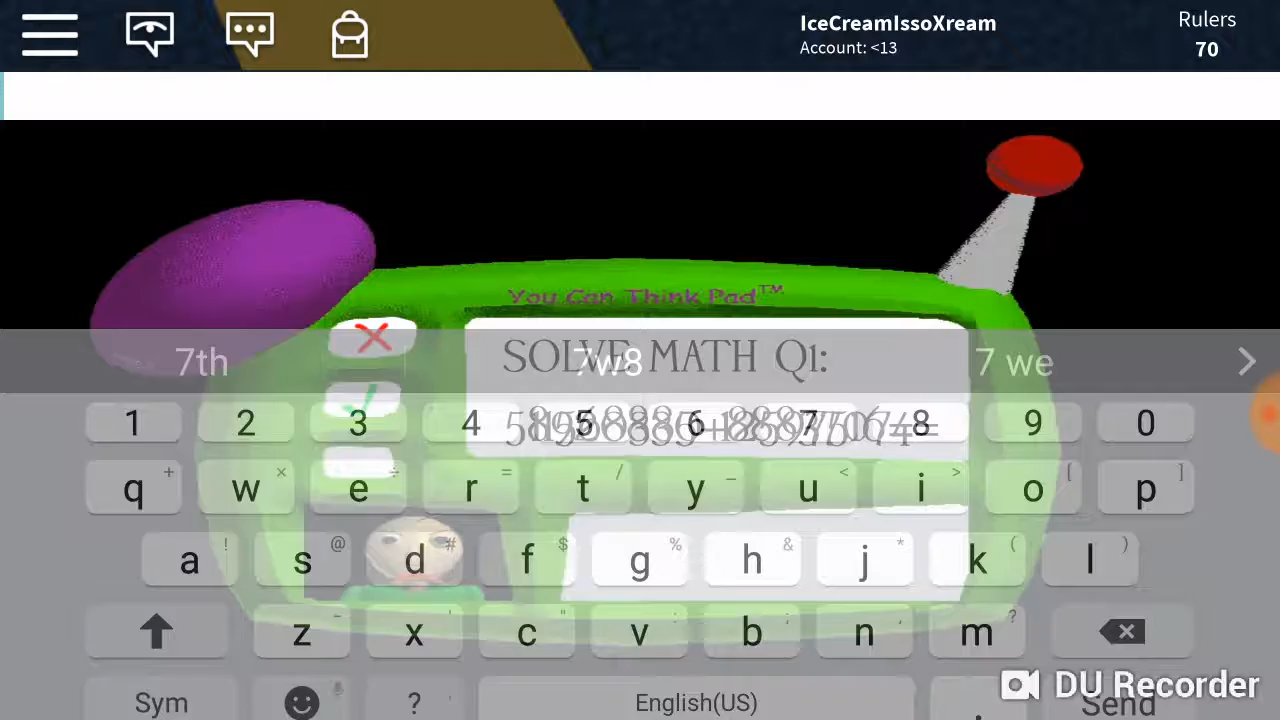 IceCreamIssoXream
Account: <13
Rulers
70
You Can Think Pad™
7th
7w8
7 we
SOLVE MATH Q1:
1 2 3 4 5 6 7 8 9 0
q w e r t y u i o p
a s d f g h j k l
z x c v b n m
Sym
?
English(US)
.
Send
DU Recorder